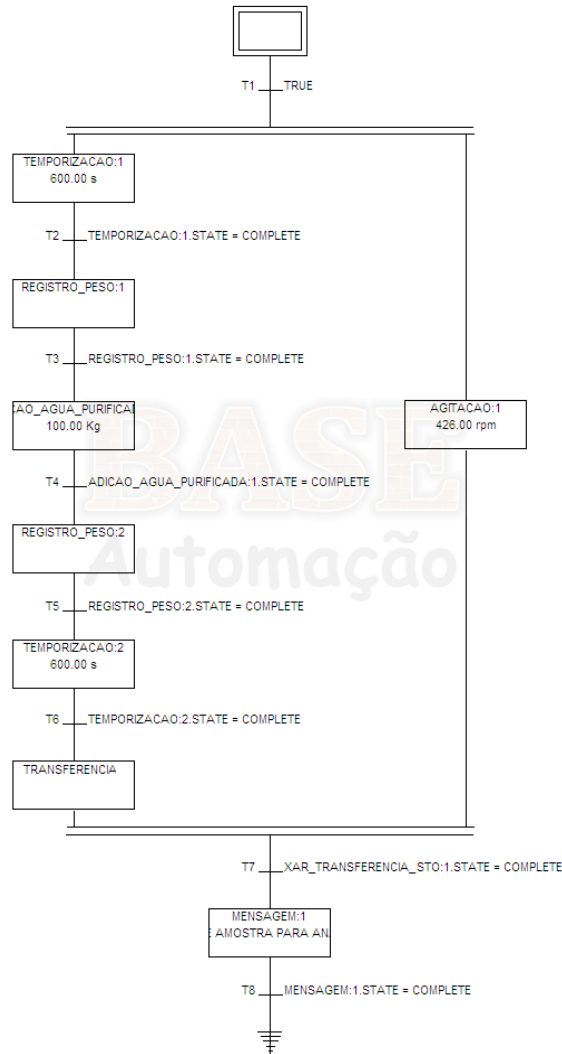 T1 TRUE
TEMPORIZACAO:1
600.00 s
T2 TEMPORIZACAO:1.STATE = COMPLETE
REGISTRO_PESO:1
T3 REGISTRO_PESO:1.STATE = COMPLETE
CAO_AGUA_PURIFICAD
100.00 Kg
AGITACAO:1
426.00 rpm
BASE
T4 ADICAO_AGUA_PURIFICADA:1.STATE = COMPLETE
REGISTRO_PESO:2
Automação
T5 REGISTRO_PESO:2.STATE = COMPLETE
TEMPORIZACAO:2
600.00 s
T6 TEMPORIZACAO:2.STATE = COMPLETE
TRANSFERENCIA
T7 XAR_TRANSFERENCIA_STO:1.STATE = COMPLETE
MENSAGEM:1
E AMOSTRA PARA ANA
T8 MENSAGEM:1.STATE = COMPLETE